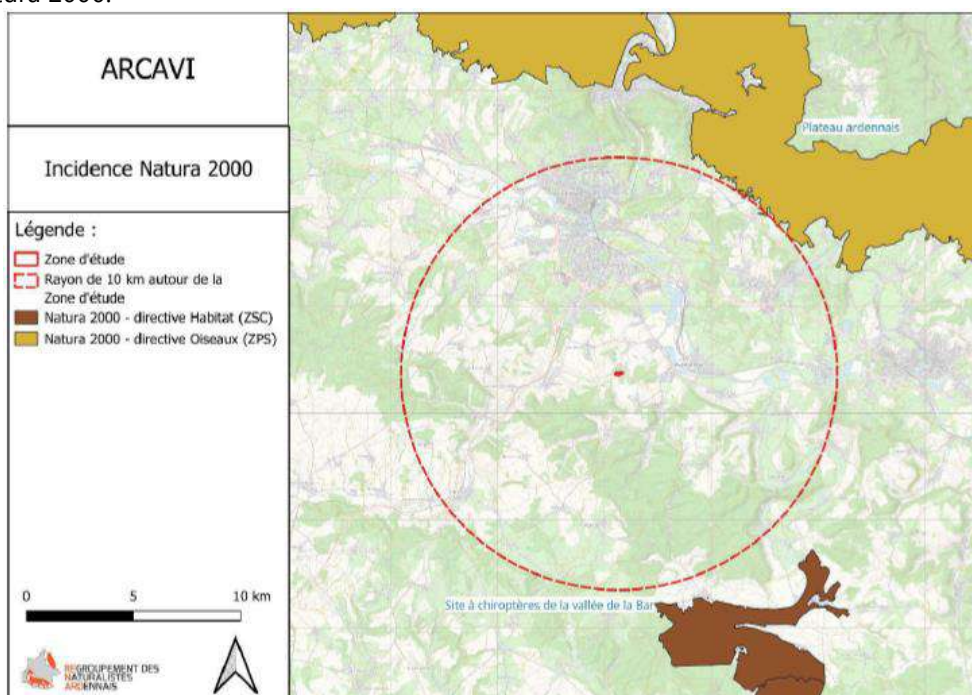 ura 2000.
ARCAVI
Incidence Natura 2000
Légende :
Zone d'étude
Rayon de 10 km autour de la
Zone d'étude
Natura 2000 - directive Habitat (ZSC)
Natura 2000 - directive Oiseaux (ZPS)
0 5 10 km
REGROUPEMENT DES
NATURALISTES
ARDENNAIS
Plateau ardennais
Site à chiroptères de la vallée de la Bar